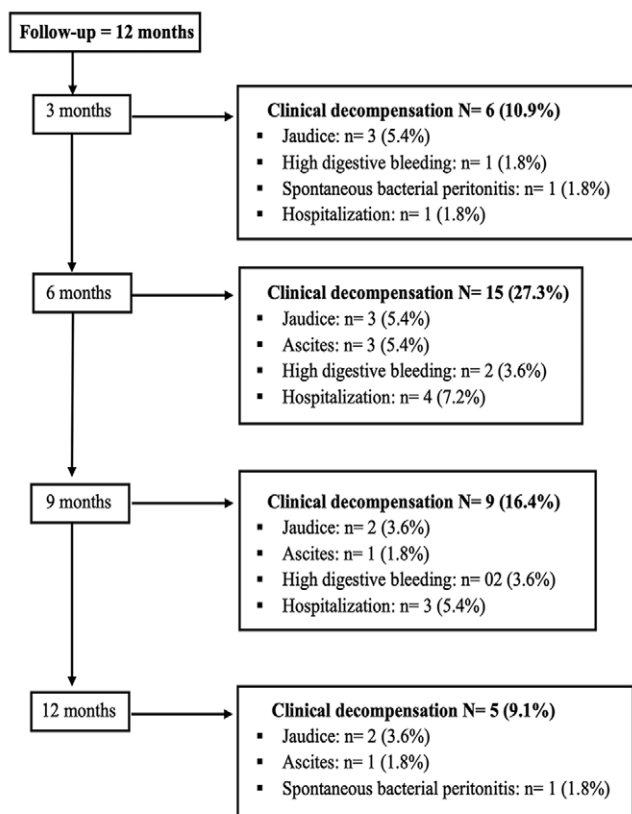 Follow-up = 12 months
3 months
Clinical decompensation N= 6 (10.9%)
▪ Jaudice: n= 3 (5.4%)
▪ High digestive bleeding: n= 1 (1.8%)
▪ Spontaneous bacterial peritonitis: n= 1 (1.8%)
▪ Hospitalization: n= 1 (1.8%)
6 months
Clinical decompensation N= 15 (27.3%)
▪ Jaudice: n= 3 (5.4%)
▪ Ascites: n= 3 (5.4%)
▪ High digestive bleeding: n= 2 (3.6%)
▪ Hospitalization: n= 4 (7.2%)
9 months
Clinical decompensation N= 9 (16.4%)
▪ Jaudice: n= 2 (3.6%)
▪ Ascites: n= 1 (1.8%)
▪ High digestive bleeding: n= 02 (3.6%)
▪ Hospitalization: n= 3 (5.4%)
12 months
Clinical decompensation N= 5 (9.1%)
▪ Jaudice: n= 2 (3.6%)
▪ Ascites: n= 1 (1.8%)
▪ Spontaneous bacterial peritonitis: n= 1 (1.8%)